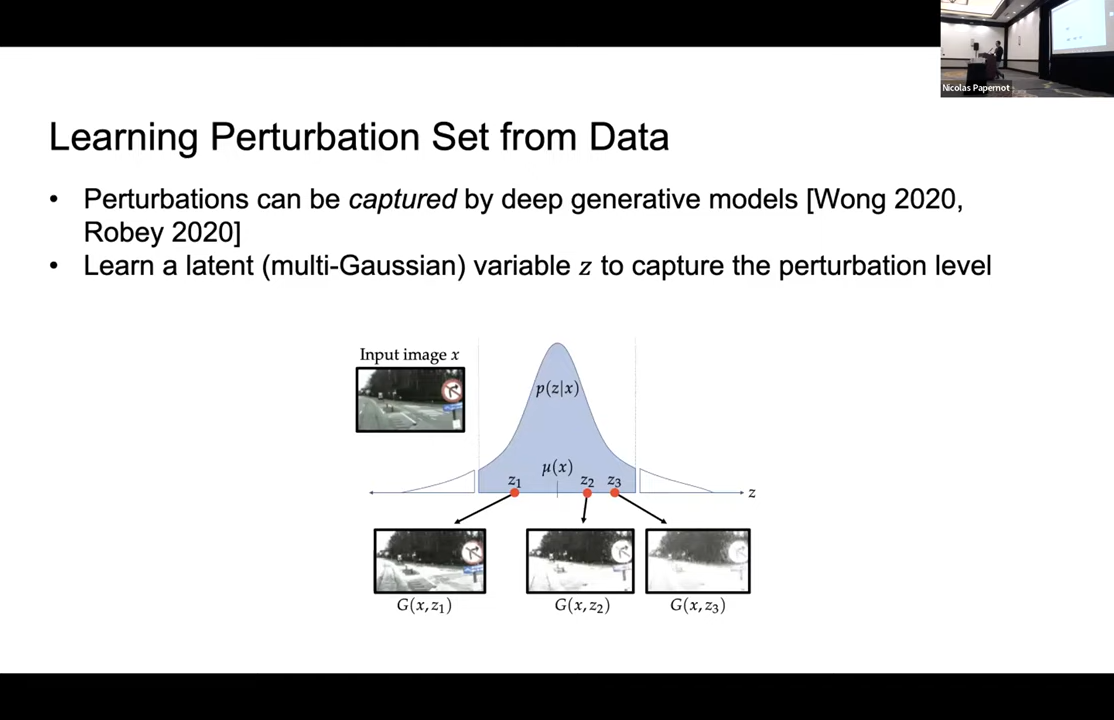 Nicolas Papernot
Learning Perturbation Set from Data
• Perturbations can be captured by deep generative models [Wong 2020,
Robey 2020]
• Learn a latent (multi-Gaussian) variable z to capture the perturbation level
Input image x
p(z|x)
μ(x)
z₁ z₂ z₃
z
G(x,z₁) G(x,z₂) G(x,z₃)